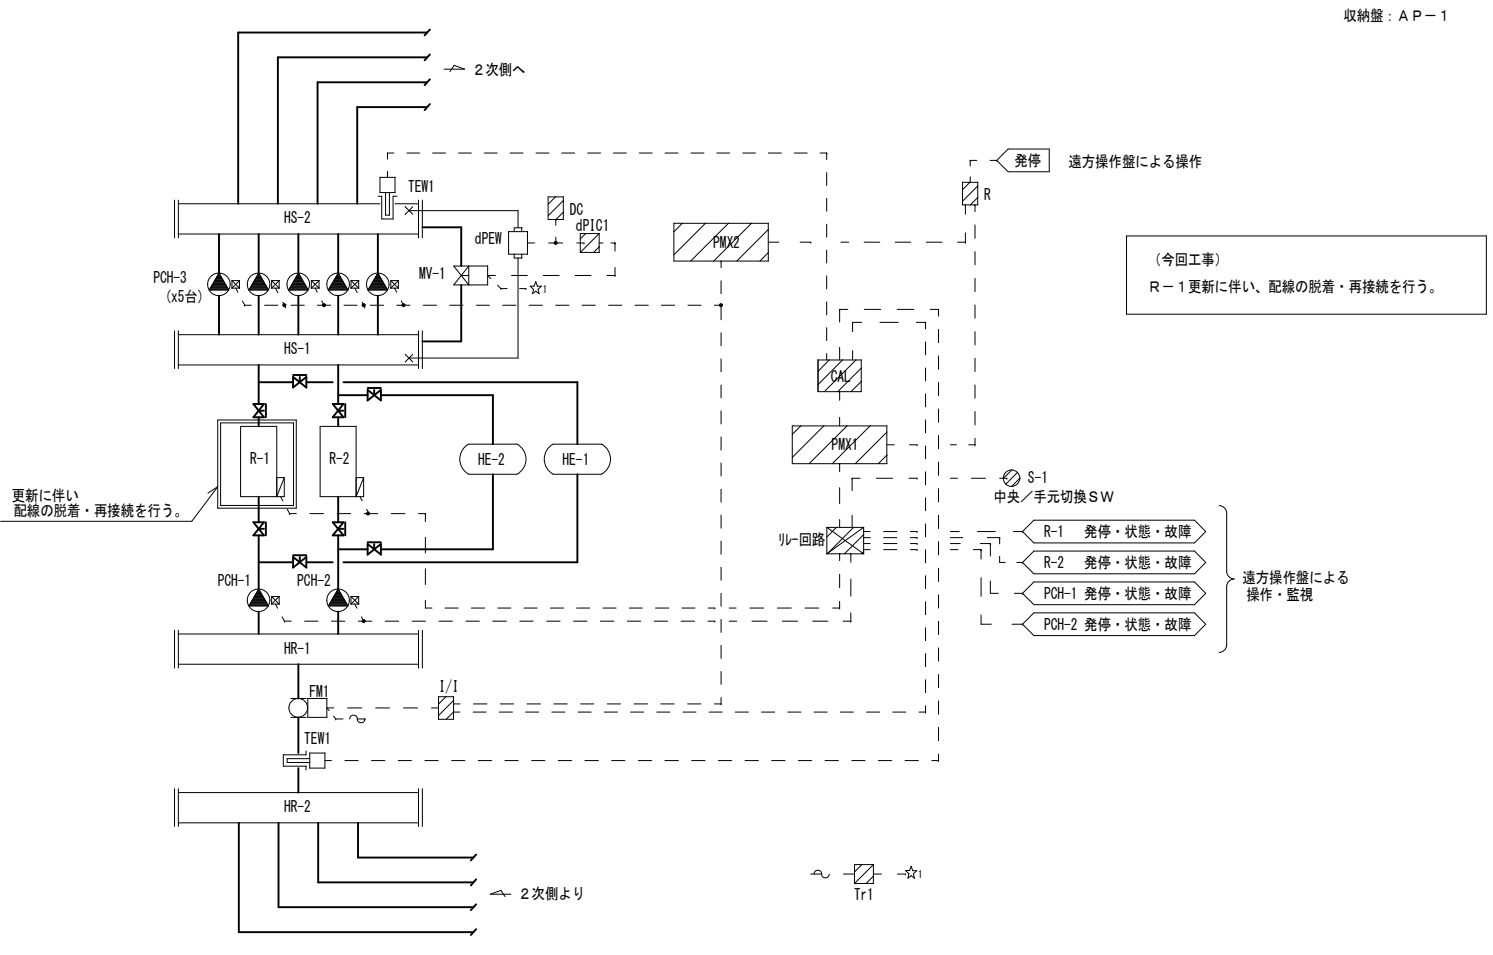 収納盤：ＡＰ－１
２次側へ
発停
遠方操作盤による操作
TEW1
R
DC
HS-2
dPEW
dPIC1
PMX2
（今回工事）
Ｒ－１更新に伴い、配線の脱着・再接続を行う。
PCH-3
(x5台)
MV-1
☆1
HS-1
CAL
PMX1
R-1
R-2
HE-2
HE-1
S-1
中央／手元切換ＳＷ
更新に伴い
配線の脱着・再接続を行う。
ﾘﾚｰ回路
R-1 発停・状態・故障
R-2 発停・状態・故障
PCH-1 発停・状態・故障
PCH-2 発停・状態・故障
遠方操作盤による
操作・監視
PCH-1
PCH-2
HR-1
FM1
I/I
TEW1
HR-2
☆1
Tr1
２次側より